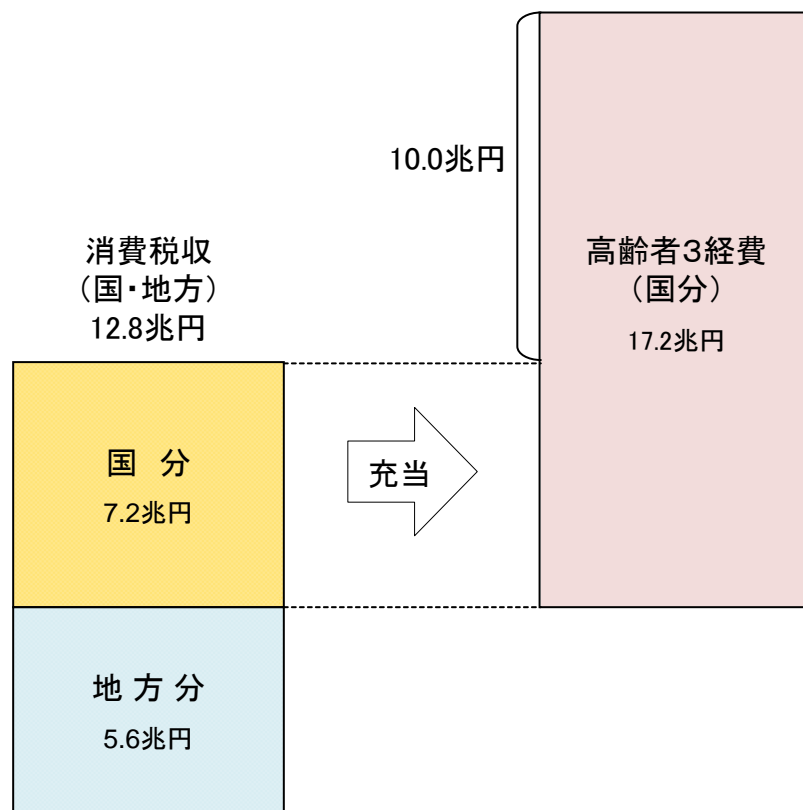 10.0兆円
消費税収
（国・地方）
12.8兆円
高齢者３経費
（国分）
17.2兆円
国 分
7.2兆円
充当
地 方 分
5.6兆円